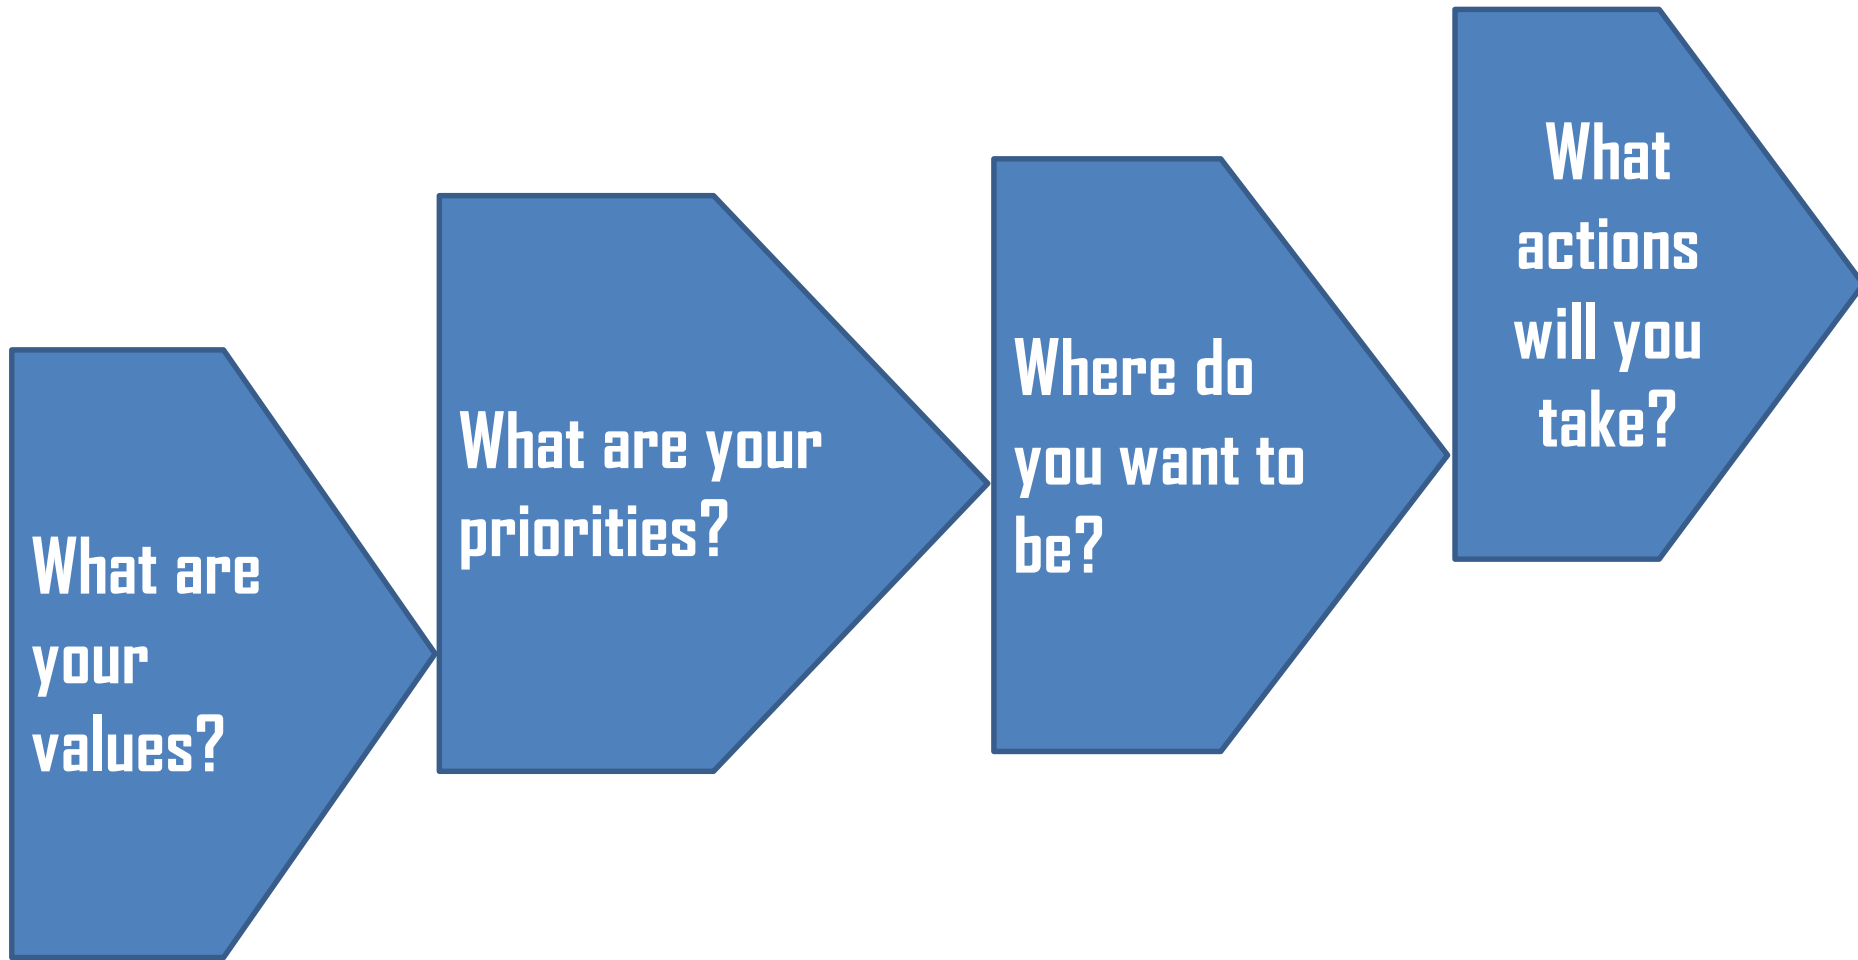 What are
your
values?
What are your
priorities?
Where do
you want to
be?
What
actions
will you
take?